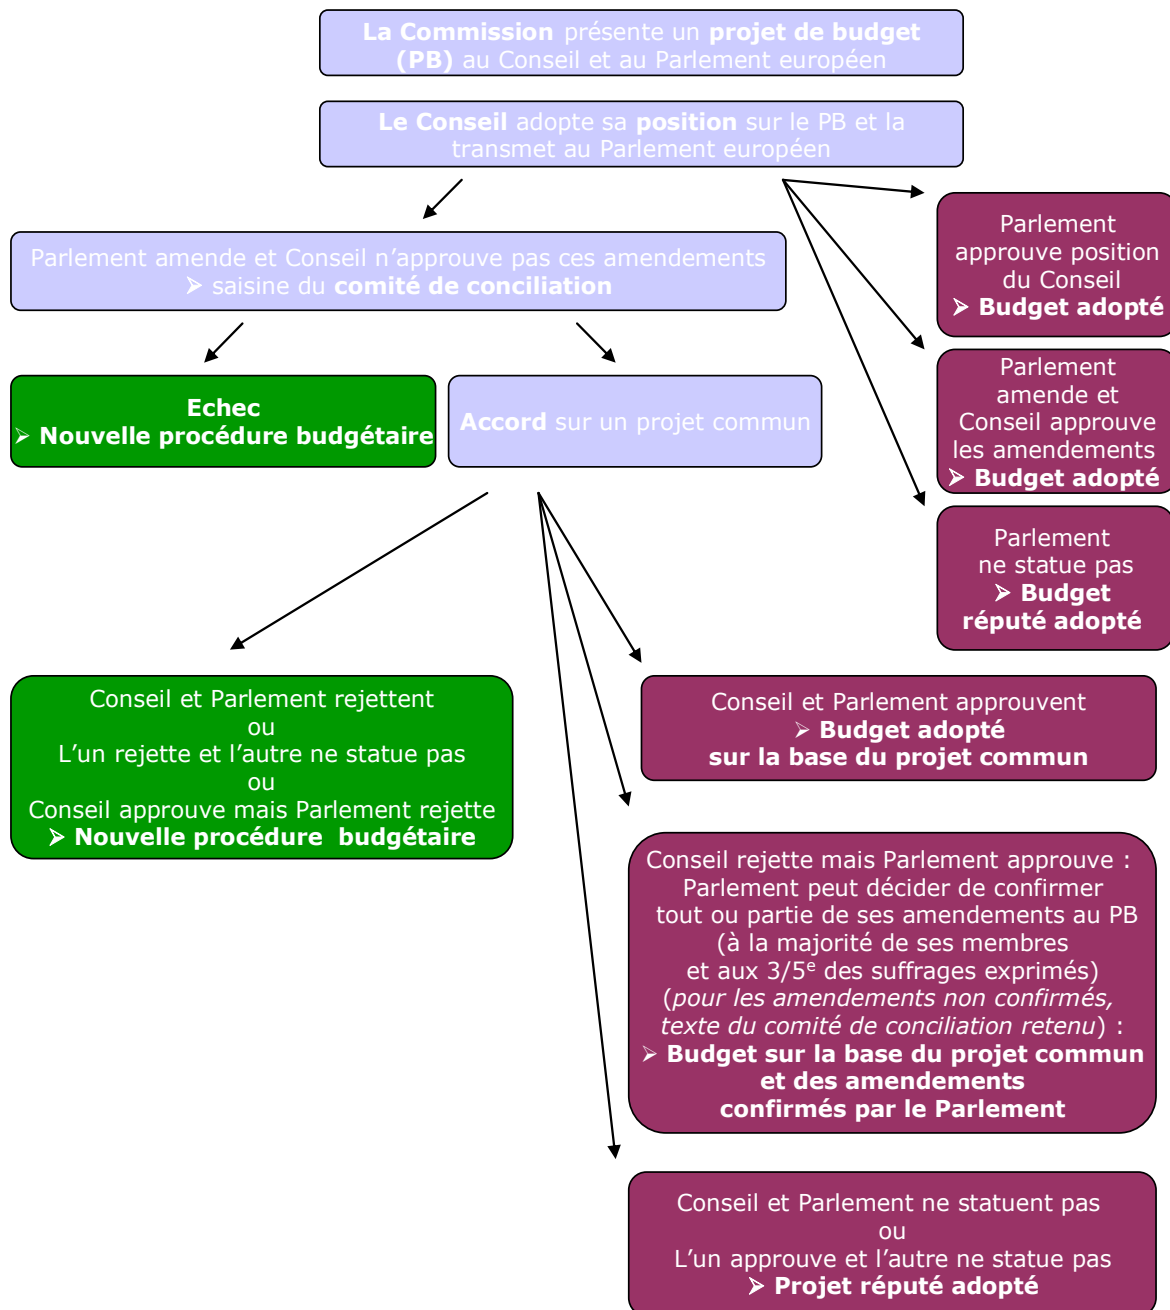 La Commission présente un projet de budget
(PB) au Conseil et au Parlement européen
Le Conseil adopte sa position sur le PB et la
transmet au Parlement européen
Parlement amende et Conseil n’approuve pas ces amendements
➢ saisine du comité de conciliation
Parlement
approuve position
du Conseil
➢ Budget adopté
Parlement
amende et
Conseil approuve
les amendements
➢ Budget adopté
Parlement
ne statue pas
➢ Budget
réputé adopté
Echec
➢ Nouvelle procédure budgétaire
Accord sur un projet commun
Conseil et Parlement rejettent
ou
L’un rejette et l’autre ne statue pas
ou
Conseil approuve mais Parlement rejette
➢ Nouvelle procédure budgétaire
Conseil et Parlement approuvent
➢ Budget adopté
sur la base du projet commun
Conseil rejette mais Parlement approuve :
Parlement peut décider de confirmer
tout ou partie de ses amendements au PB
(à la majorité de ses membres
et aux 3/5e des suffrages exprimés)
(pour les amendements non confirmés,
texte du comité de conciliation retenu) :
➢ Budget sur la base du projet commun
et des amendements
confirmés par le Parlement
Conseil et Parlement ne statuent pas
ou
L’un approuve et l’autre ne statue pas
➢ Projet réputé adopté